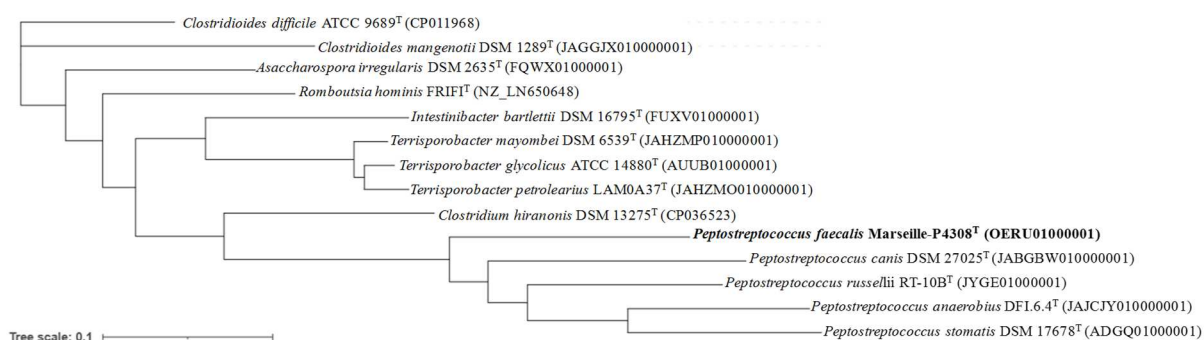 Clostridioides difficile ATCC 9689ᵀ (CP011968)
Clostridioides mangenotii DSM 1289ᵀ (JAGGJX010000001)
Asaccharospora irregularis DSM 2635ᵀ (FQWX01000001)
Romboutsia hominis FRIFIᵀ (NZ_LN650648)
Intestinibacter bartlettii DSM 16795ᵀ (FUXV01000001)
Terrisporobacter mayombei DSM 6539ᵀ (JAHZMP010000001)
Terrisporobacter glycolicus ATCC 14880ᵀ (AUUB01000001)
Terrisporobacter petrolearius LAM0A37ᵀ (JAHZMO010000001)
Clostridium hiranonis DSM 13275ᵀ (CP036523)
Peptostreptococcus faecalis Marseille-P4308ᵀ (OERU01000001)
Peptostreptococcus canis DSM 27025ᵀ (JABGBW010000001)
Peptostreptococcus russellii RT-10Bᵀ (JYGE01000001)
Peptostreptococcus anaerobius DFI.6.4ᵀ (JAJCJY010000001)
Peptostreptococcus stomatis DSM 17678ᵀ (ADGQ01000001)
Tree scale: 0.1